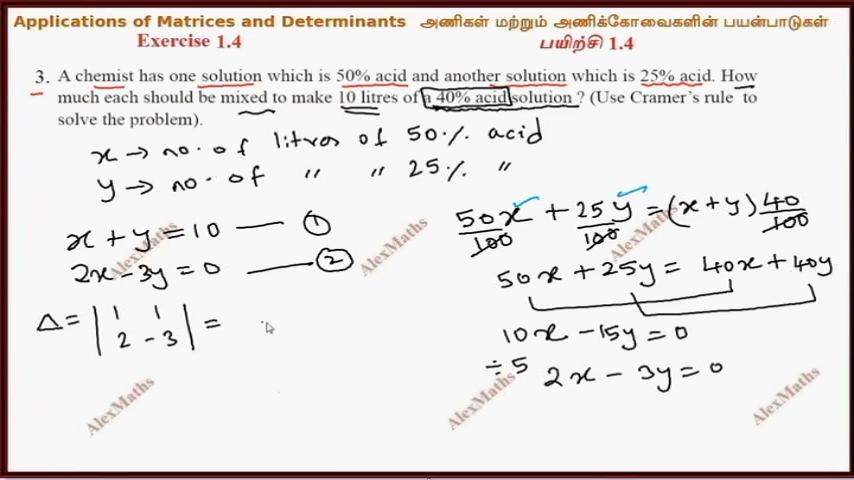 Applications of Matrices and Determinants அணிகள் மற்றும் அணிக்கோவைகளின் பயன்பாடுகள்
Exercise 1.4 பயிற்சி 1.4
3. A chemist has one solution which is 50% acid and another solution which is 25% acid. How
much each should be mixed to make 10 litres of a 40% acid solution ? (Use Cramer's rule to
solve the problem).
x → no. of litres of 50% acid
y → no. of " " 25% "
50x/100 + 25y/100 = (x+y) 40/100
x + y = 10 — ①
2x - 3y = 0 — ②
50x + 25y = 40x + 40y
Δ = | 1 1 |
| 2 -3 | =
10x - 15y = 0
÷5 2x - 3y = 0
AlexMaths
AlexMaths
AlexMaths
AlexMaths
AlexMaths
AlexMaths